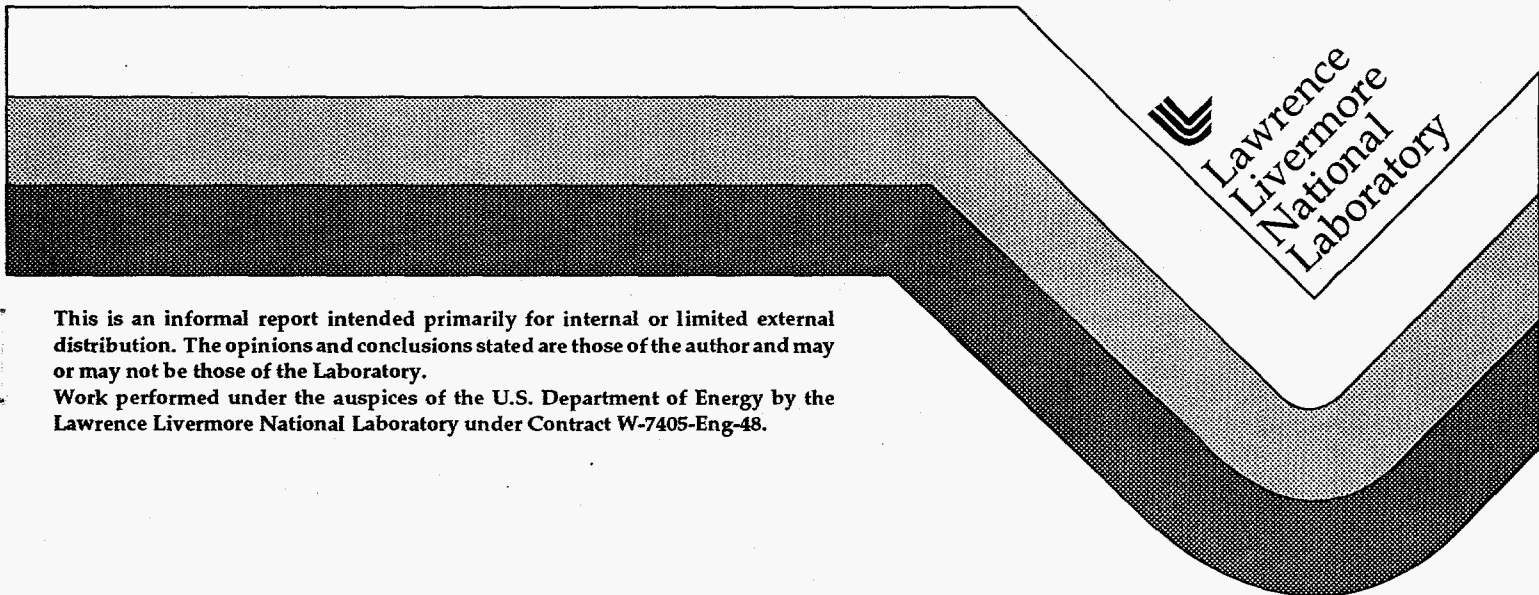 Lawrence
Livermore
National
Laboratory
This is an informal report intended primarily for internal or limited external
distribution. The opinions and conclusions stated are those of the author and may
or may not be those of the Laboratory.
Work performed under the auspices of the U.S. Department of Energy by the
Lawrence Livermore National Laboratory under Contract W-7405-Eng-48.